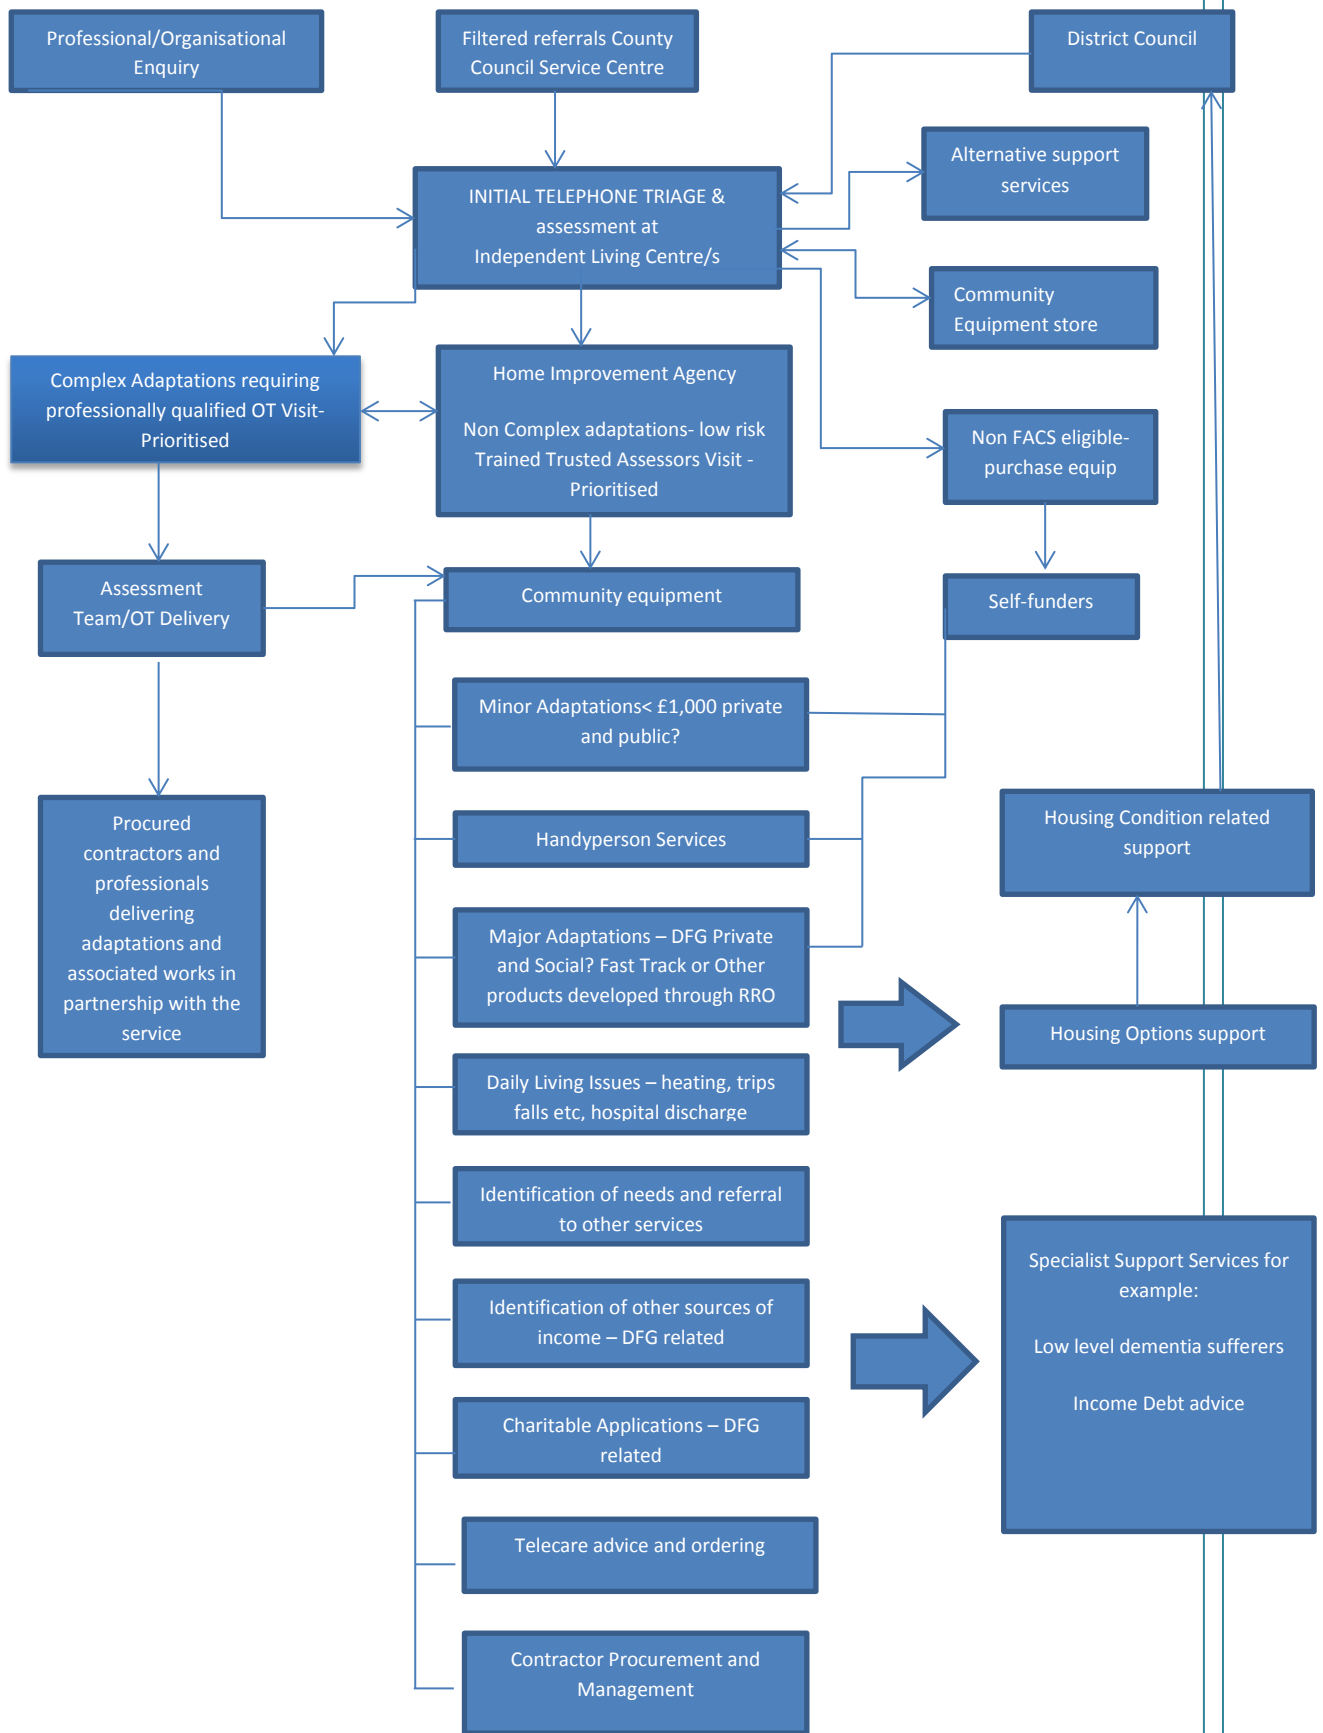 Professional/Organisational
Enquiry
Filtered referrals County
Council Service Centre
District Council
Alternative support
services
INITIAL TELEPHONE TRIAGE &
assessment at
Independent Living Centre/s
Community
Equipment store
Complex Adaptations requiring
professionally qualified OT Visit-
Prioritised
Home Improvement Agency
Non Complex adaptations- low risk
Trained Trusted Assessors Visit -
Prioritised
Non FACS eligible-
purchase equip
Assessment
Team/OT Delivery
Community equipment
Self-funders
Minor Adaptations< £1,000 private
and public?
Procured
contractors and
professionals
delivering
adaptations and
associated works in
partnership with the
service
Handyperson Services
Housing Condition related
support
Major Adaptations – DFG Private
and Social? Fast Track or Other
products developed through RRO
Housing Options support
Daily Living Issues – heating, trips
falls etc, hospital discharge
Identification of needs and referral
to other services
Specialist Support Services for
example:
Low level dementia sufferers
Income Debt advice
Identification of other sources of
income – DFG related
Charitable Applications – DFG
related
Telecare advice and ordering
Contractor Procurement and
Management